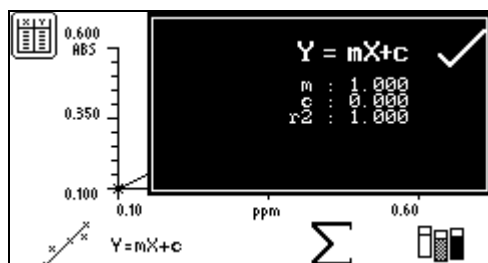 X Y
0.600
ABS
0.350
0.100
Y = mX+c
m : 1.000
c : 0.000
r2 : 1.000
0.10 ppm 0.60
Y=mX+c
Σ